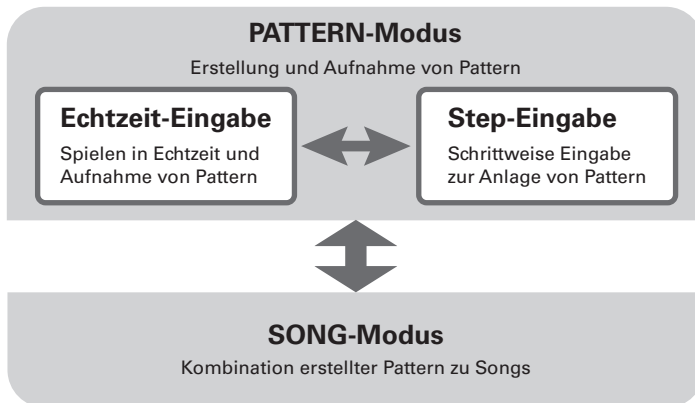 PATTERN-Modus
Erstellung und Aufnahme von Pattern
Echtzeit-Eingabe
Spielen in Echtzeit und
Aufnahme von Pattern
Step-Eingabe
Schrittweise Eingabe
zur Anlage von Pattern
SONG-Modus
Kombination erstellter Pattern zu Songs